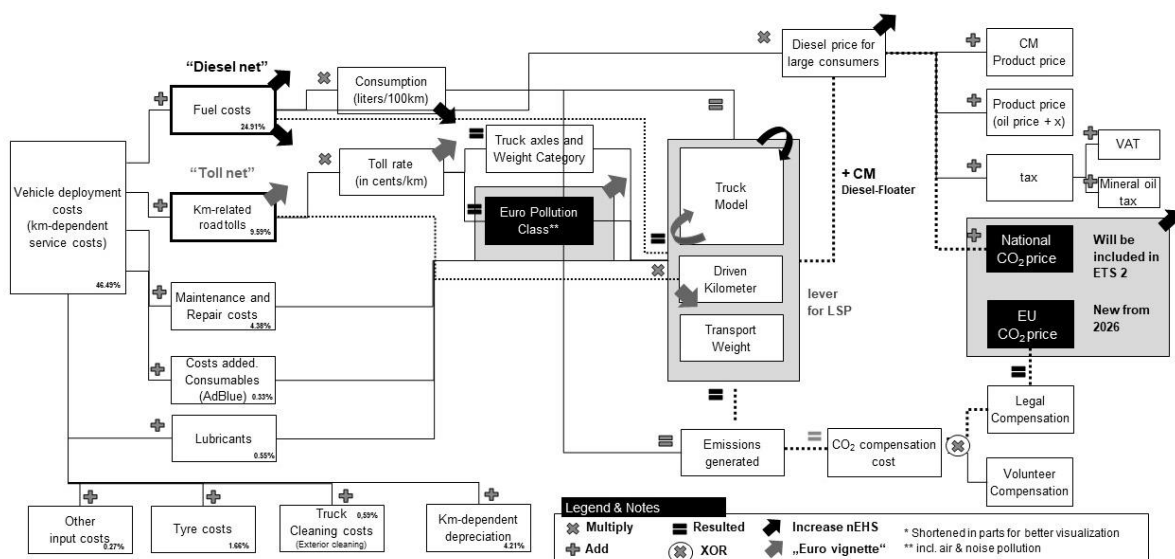 Diesel price for
large consumers
CM
Product price
"Diesel net"
Consumption
(liters/100km)
Fuel costs
24.91%
Product price
(oil price + x)
VAT
Truck axles and
Weight Category
"Toll net"
Toll rate
(in cents/km)
Vehicle deployment
costs
(km-dependent
service costs)
46.49%
Truck
Model
+ CM
Diesel-Floater
tax
Mineral oil
tax
Km-related
roadtolls
9.59%
Euro Pollution
Class**
National
CO2 price
Will be
included in
ETS 2
Driven
Kilometer
lever
for LSP
Maintenance and
Repair costs
4.38%
EU
CO2 price
New from
2026
Transport
Weight
Costs added.
Consumables
(AdBlue)
0.33%
Legal
Compensation
Lubricants
0.55%
Emissions
generated
CO2 compensation
cost
Volunteer
Compensation
Other
input costs
0.27%
Tyre costs
1.66%
Truck
0,59%
Cleaning costs
(Exterior cleaning)
Km-dependent
depreciation
4.21%
Legend & Notes
Multiply
Resulted
Increase nEHS
* Shortened in parts for better visualization
Add
XOR
„Euro vignette“
** incl. air & noise pollution